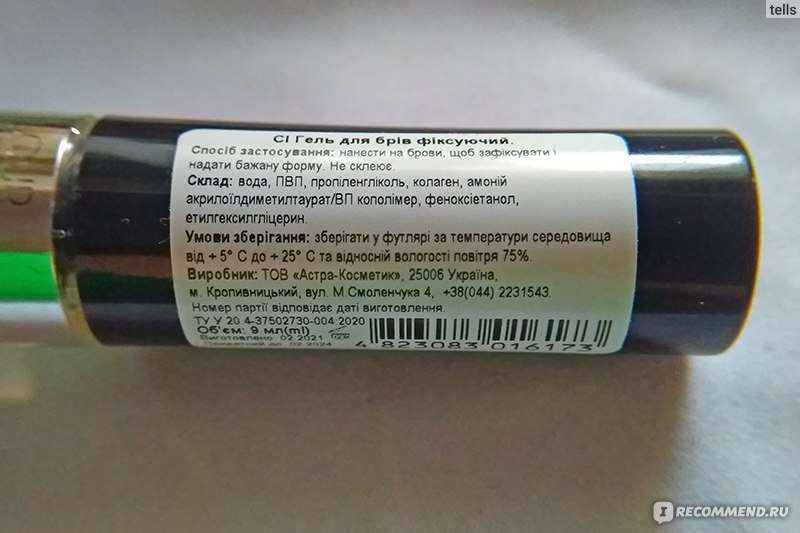 tells
СІ Гель для брів фіксуючий.
Спосіб застосування: нанести на брови, щоб зафіксувати і
надати бажану форму. Не склеює.
Склад: вода, ПВП, пропіленгліколь, колаген, амоній
акрилоїлдиметилтаурат/ВП кополімер, феноксіетанол,
етилгексилгліцерин.
Умови зберігання: зберігати у футлярі за температури середовища
від + 5° С до + 25° С та відносній вологості повітря 75%.
Виробник: ТОВ «Астра-Косметик», 25006 Україна,
м. Кропивницький, вул. М.Смоленчука 4, +38(044) 2231543.
Номер партії відповідає даті виготовлення.
ТУ У 20.4-37502730-004:2020
Об'єм: 9 мл(ml)
Виготовлено 02 2021 12 M
Придатний до 02 2024
4 823083 016173
IRECOMMEND.RU